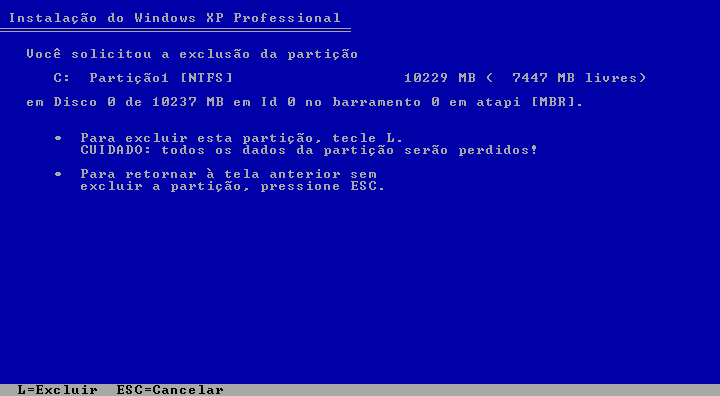 Instalação do Windows XP Professional
Você solicitou a exclusão da partição
C: Partição1 [NTFS] 10229 MB ( 7447 MB livres)
em Disco 0 de 10237 MB em Id 0 no barramento 0 em atapi [MBR].
• Para excluir esta partição, tecle L.
CUIDADO: todos os dados da partição serão perdidos!
• Para retornar à tela anterior sem
excluir a partição, pressione ESC.
L=Excluir ESC=Cancelar